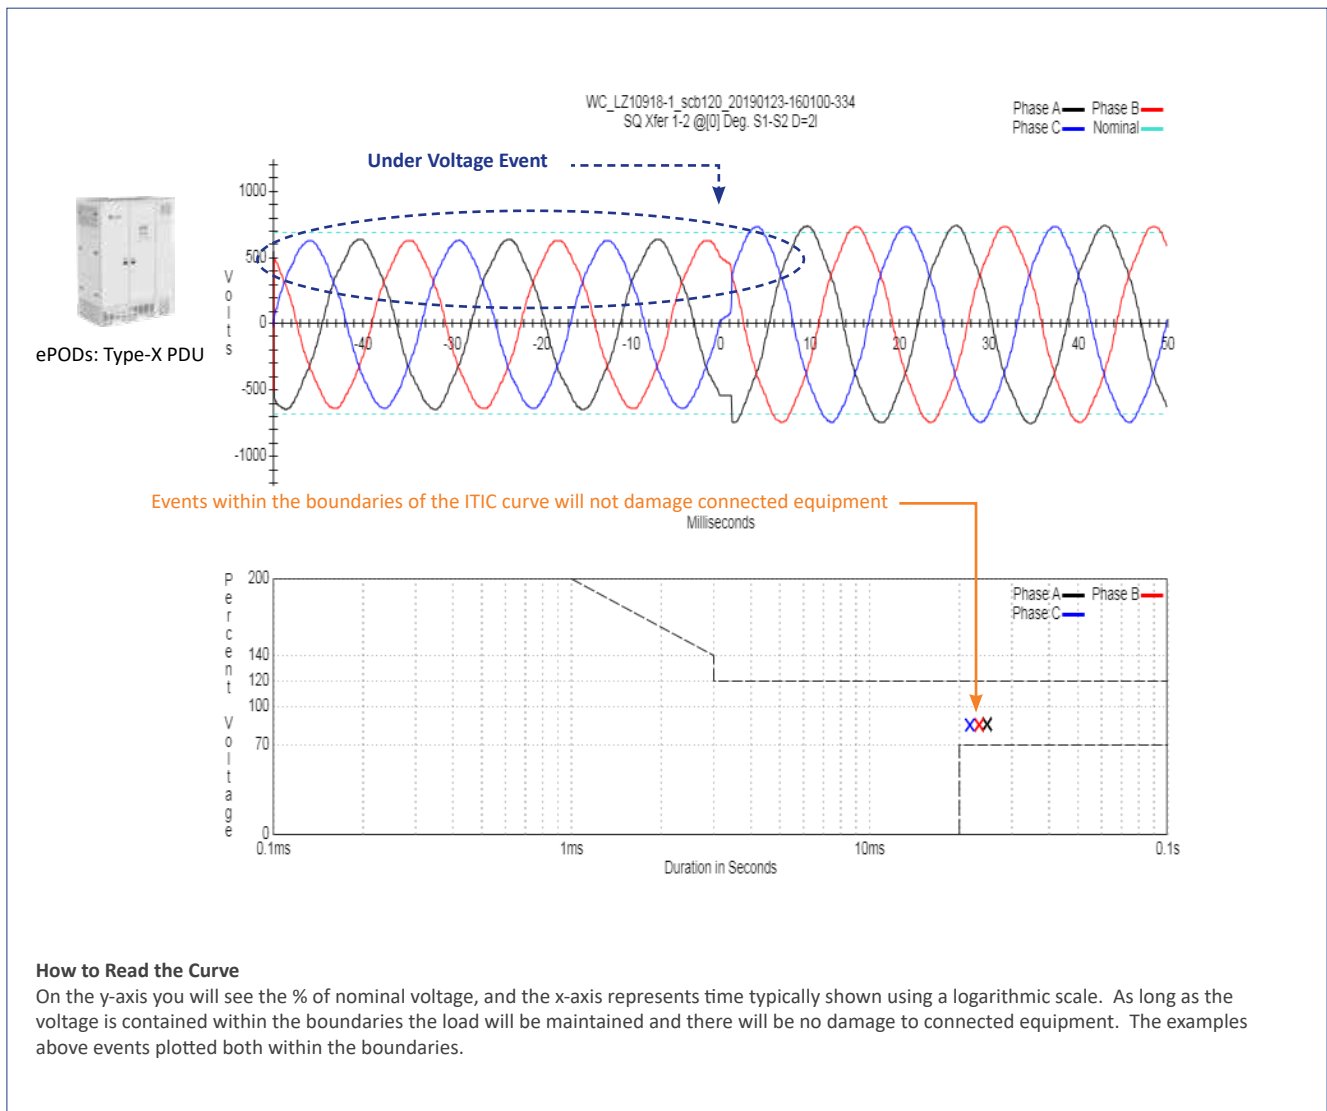 WC_LZ10918-1_scb120_20190123-160100-334
SQ Xfer 1-2 @[0] Deg. S1-S2 D=2I
Phase A Phase B
Phase C Nominal
Under Voltage Event
1000
500
0
-500
-1000
Volts
-40
-30
-20
-10
0
10
20
30
40
50
ePODs: Type-X PDU
Events within the boundaries of the ITIC curve will not damage connected equipment
Milliseconds
Percent Voltage
200
140
120
100
70
0
Phase A Phase B
Phase C
0.1ms
1ms
10ms
0.1s
Duration in Seconds
How to Read the Curve
On the y-axis you will see the % of nominal voltage, and the x-axis represents time typically shown using a logarithmic scale.  As long as the
voltage is contained within the boundaries the load will be maintained and there will be no damage to connected equipment.  The examples
above events plotted both within the boundaries.